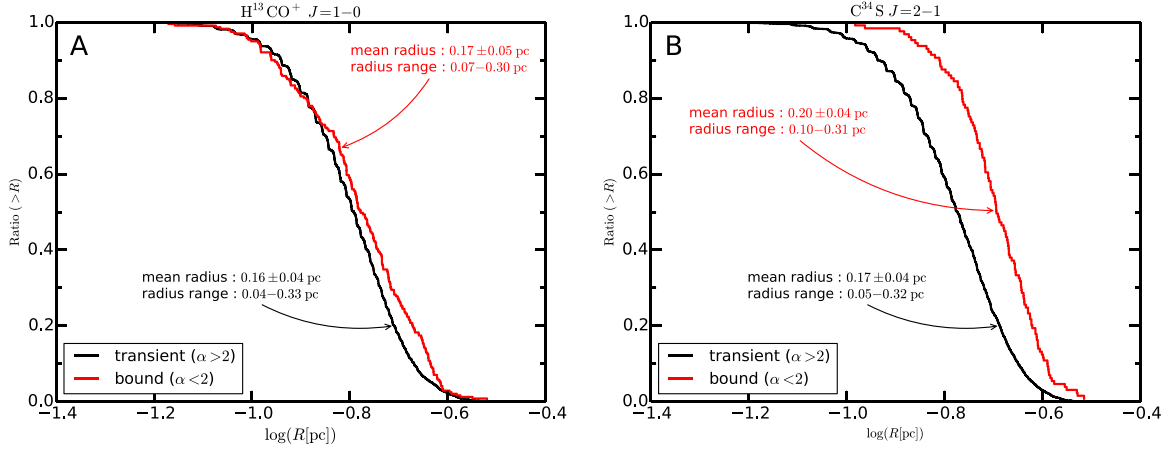 H¹³CO⁺ J=1−0
A
mean radius : 0.17±0.05 pc
radius range : 0.07−0.30 pc
mean radius : 0.16±0.04 pc
radius range : 0.04−0.33 pc
transient (α>2)
bound (α<2)
Ratio (>R)
1.0
0.8
0.6
0.4
0.2
0.0
−1.4 −1.2 −1.0 −0.8 −0.6 −0.4
log(R[pc])
C³⁴S J=2−1
B
mean radius : 0.20±0.04 pc
radius range : 0.10−0.31 pc
mean radius : 0.17±0.04 pc
radius range : 0.05−0.32 pc
transient (α>2)
bound (α<2)
Ratio (>R)
1.0
0.8
0.6
0.4
0.2
0.0
−1.4 −1.2 −1.0 −0.8 −0.6 −0.4
log(R[pc])